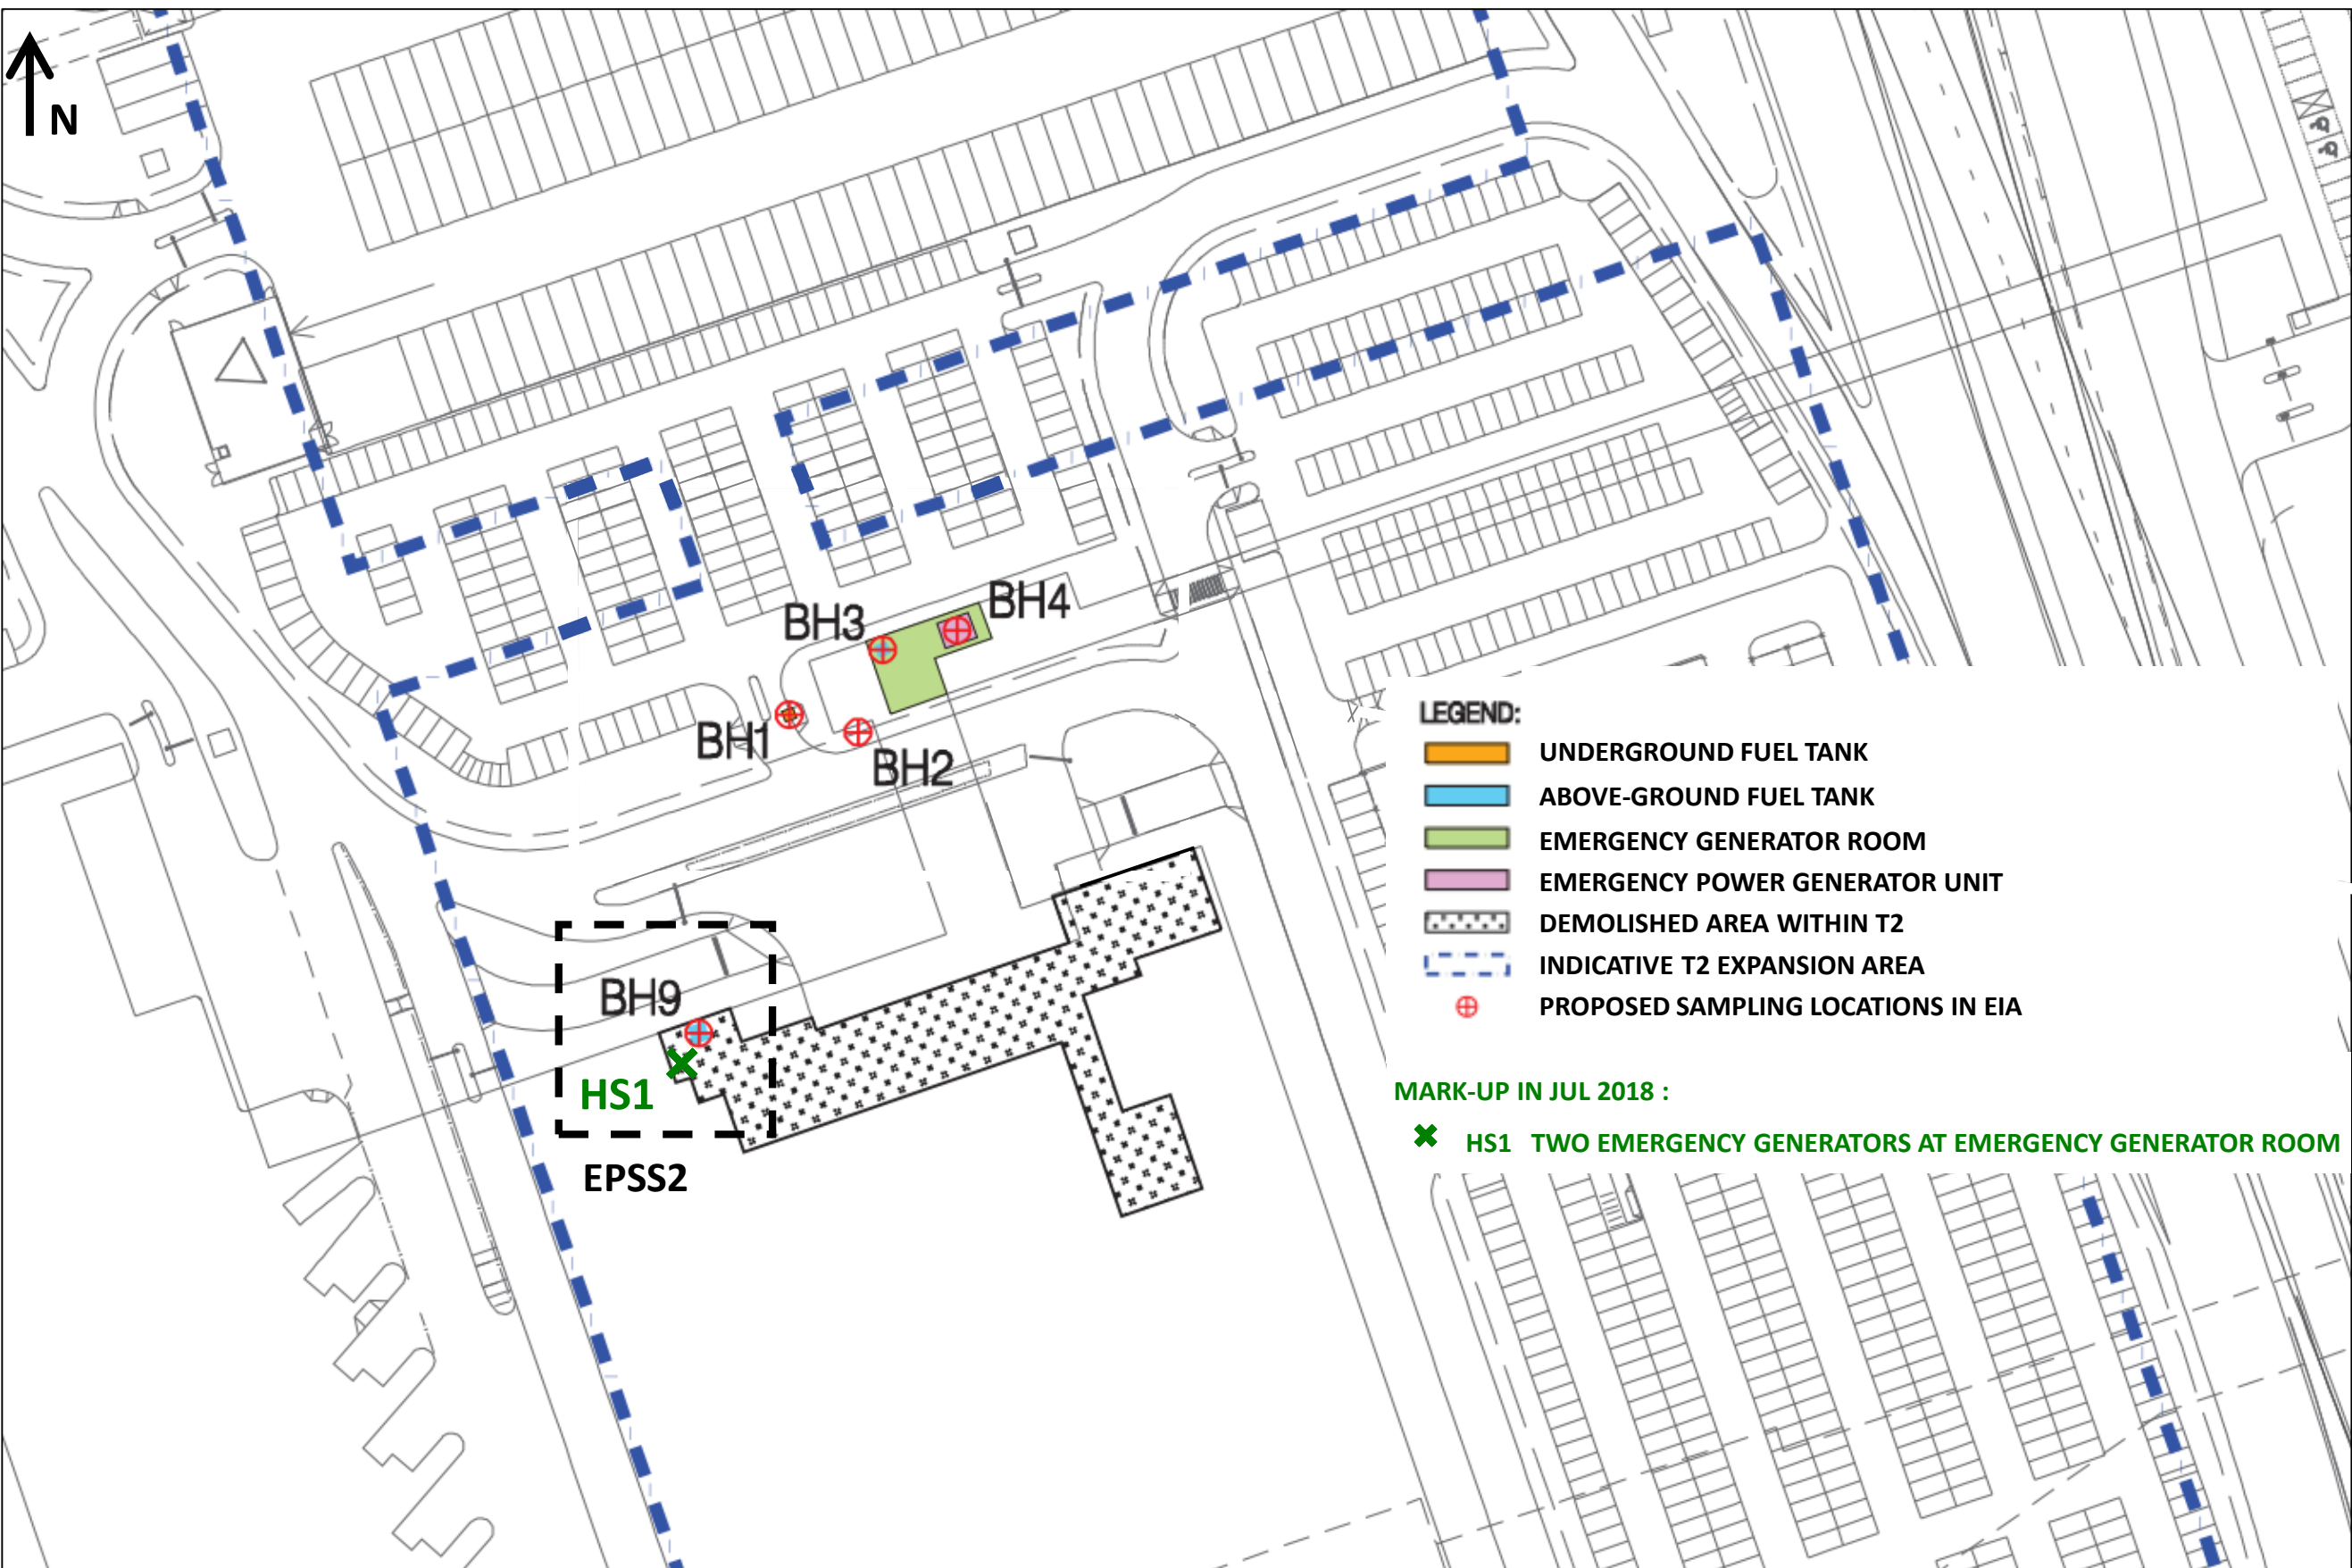 N
BH3
BH4
BH1
BH2
BH9
HS1
EPSS2
LEGEND:
UNDERGROUND FUEL TANK
ABOVE-GROUND FUEL TANK
EMERGENCY GENERATOR ROOM
EMERGENCY POWER GENERATOR UNIT
DEMOLISHED AREA WITHIN T2
INDICATIVE T2 EXPANSION AREA
PROPOSED SAMPLING LOCATIONS IN EIA
MARK-UP IN JUL 2018 :
HS1 TWO EMERGENCY GENERATORS AT EMERGENCY GENERATOR ROOM